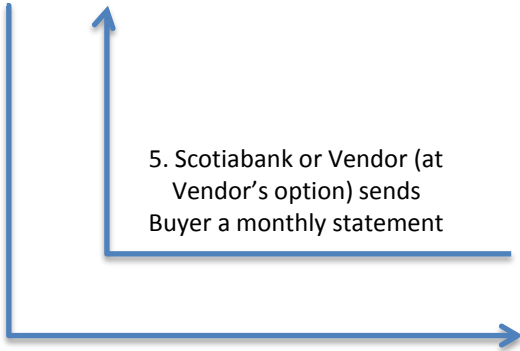 5. Scotiabank or Vendor (at
Vendor’s option) sends
Buyer a monthly statement